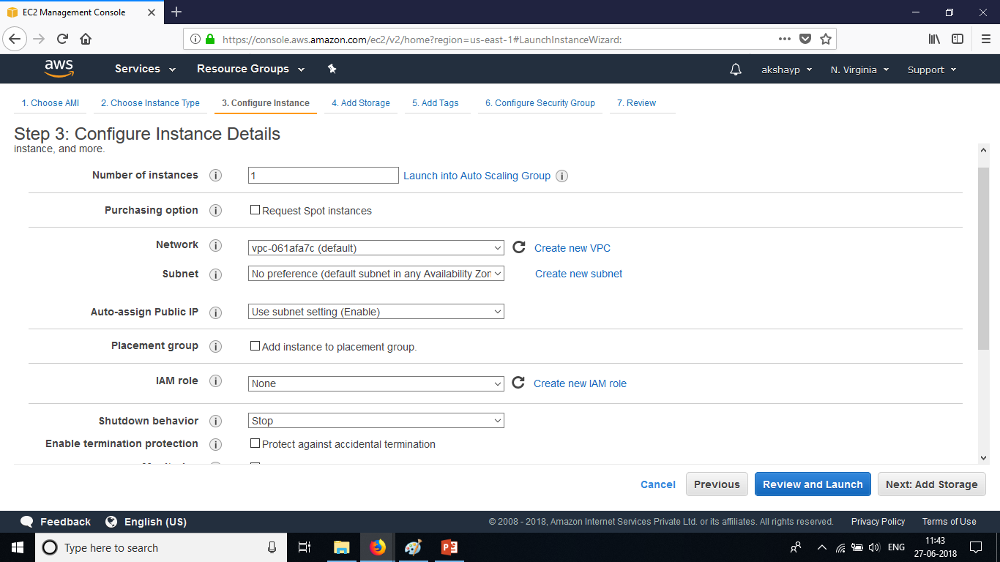 EC2 Management Console
https://console.aws.amazon.com/ec2/v2/home?region=us-east-1#LaunchInstanceWizard:
aws Services Resource Groups akshayp N. Virginia Support
1. Choose AMI 2. Choose Instance Type 3. Configure Instance 4. Add Storage 5. Add Tags 6. Configure Security Group 7. Review
Step 3: Configure Instance Details
instance, and more.
Number of instances 1 Launch into Auto Scaling Group
Purchasing option Request Spot instances
Network vpc-061afa7c (default) Create new VPC
Subnet No preference (default subnet in any Availability Zon Create new subnet
Auto-assign Public IP Use subnet setting (Enable)
Placement group Add instance to placement group.
IAM role None Create new IAM role
Shutdown behavior Stop
Enable termination protection Protect against accidental termination
Cancel Previous Review and Launch Next: Add Storage
Feedback English (US) © 2008 - 2018, Amazon Internet Services Private Ltd. or its affiliates. All rights reserved. Privacy Policy Terms of Use
Type here to search ENG 11:43
27-06-2018